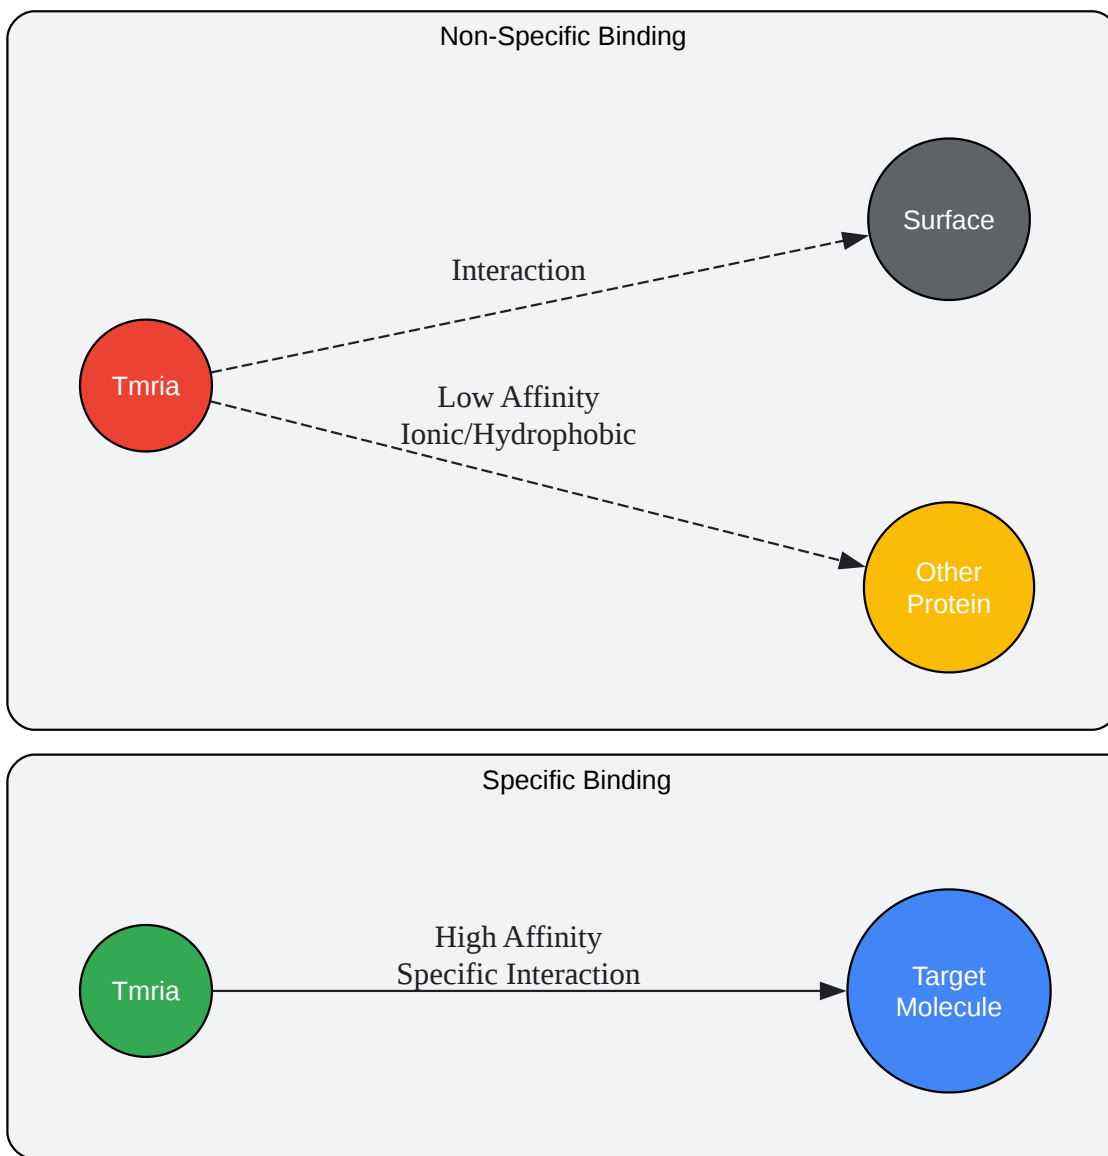 Non-Specific Binding
Surface
Interaction
Tmria
Low Affinity
Ionic/Hydrophobic
Other
Protein
Specific Binding
High Affinity
Specific Interaction
Tmria
Target
Molecule